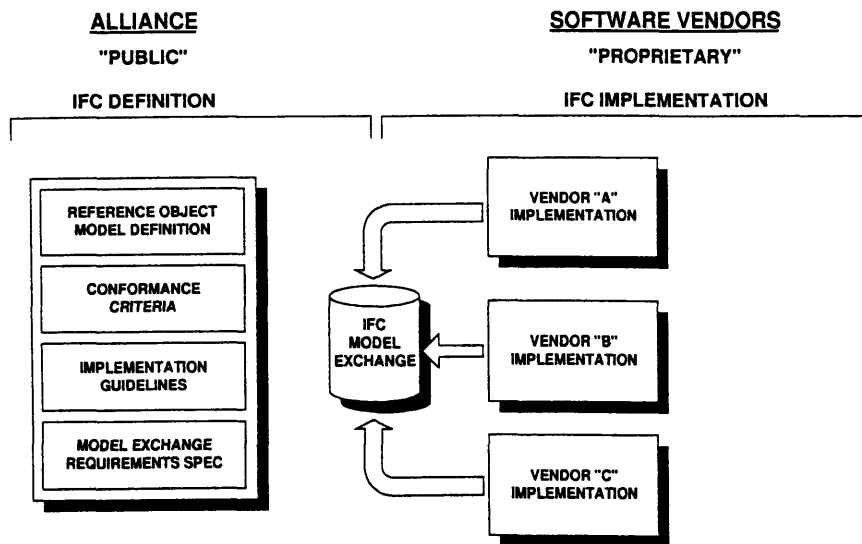 ALLIANCE
"PUBLIC"
IFC DEFINITION
SOFTWARE VENDORS
"PROPRIETARY"
IFC IMPLEMENTATION
REFERENCE OBJECT
MODEL DEFINITION
CONFORMANCE
CRITERIA
IMPLEMENTATION
GUIDELINES
MODEL EXCHANGE
REQUIREMENTS SPEC
IFC
MODEL
EXCHANGE
VENDOR "A"
IMPLEMENTATION
VENDOR "B"
IMPLEMENTATION
VENDOR "C"
IMPLEMENTATION